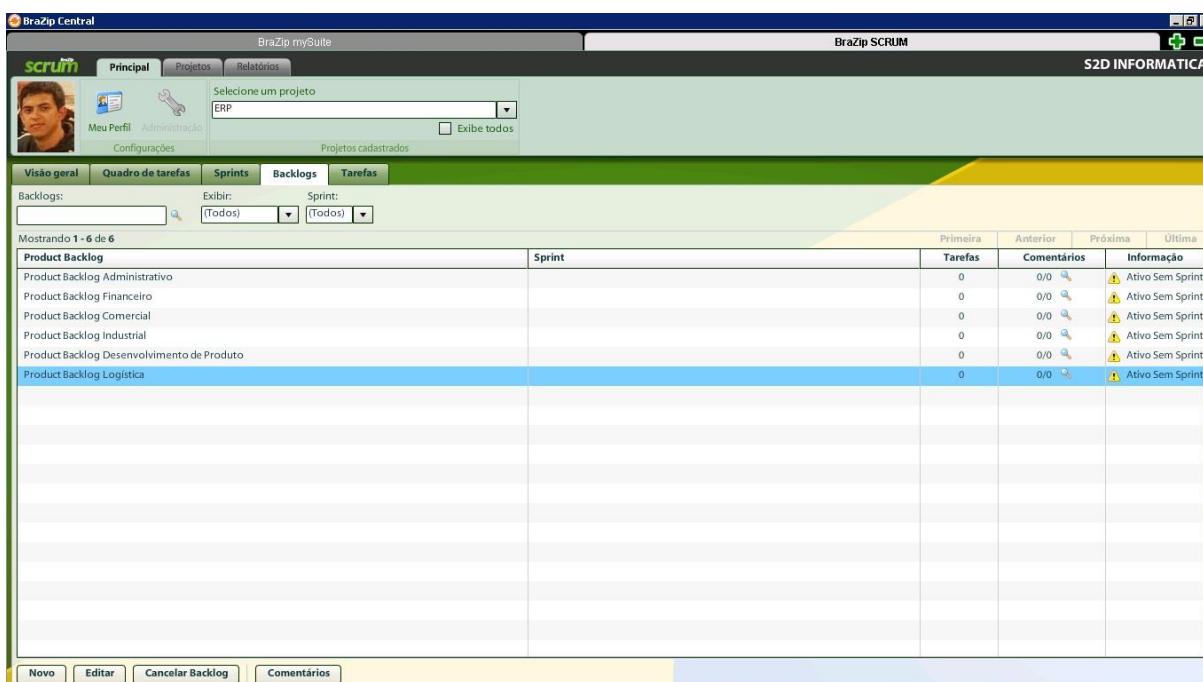 BraZip Central
BraZip mySuite BraZip SCRUM
BraZip
scrum Principal Projetos Relatórios S2D INFORMATICA
Selecione um projeto
ERP
Exibe todos
Meu Perfil Administração
Configurações Projetos cadastrados
Visão geral Quadro de tarefas Sprints Backlogs Tarefas
Backlogs: Exibir: Sprint:
(Todos) (Todos)
Mostrando 1 - 6 de 6 Primeira Anterior Próxima Última
Product Backlog Sprint Tarefas Comentários Informação
Product Backlog Administrativo 0 0/0 Ativo Sem Sprint
Product Backlog Financeiro 0 0/0 Ativo Sem Sprint
Product Backlog Comercial 0 0/0 Ativo Sem Sprint
Product Backlog Industrial 0 0/0 Ativo Sem Sprint
Product Backlog Desenvolvimento de Produto 0 0/0 Ativo Sem Sprint
Product Backlog Logística 0 0/0 Ativo Sem Sprint
Novo Editar Cancelar Backlog Comentários